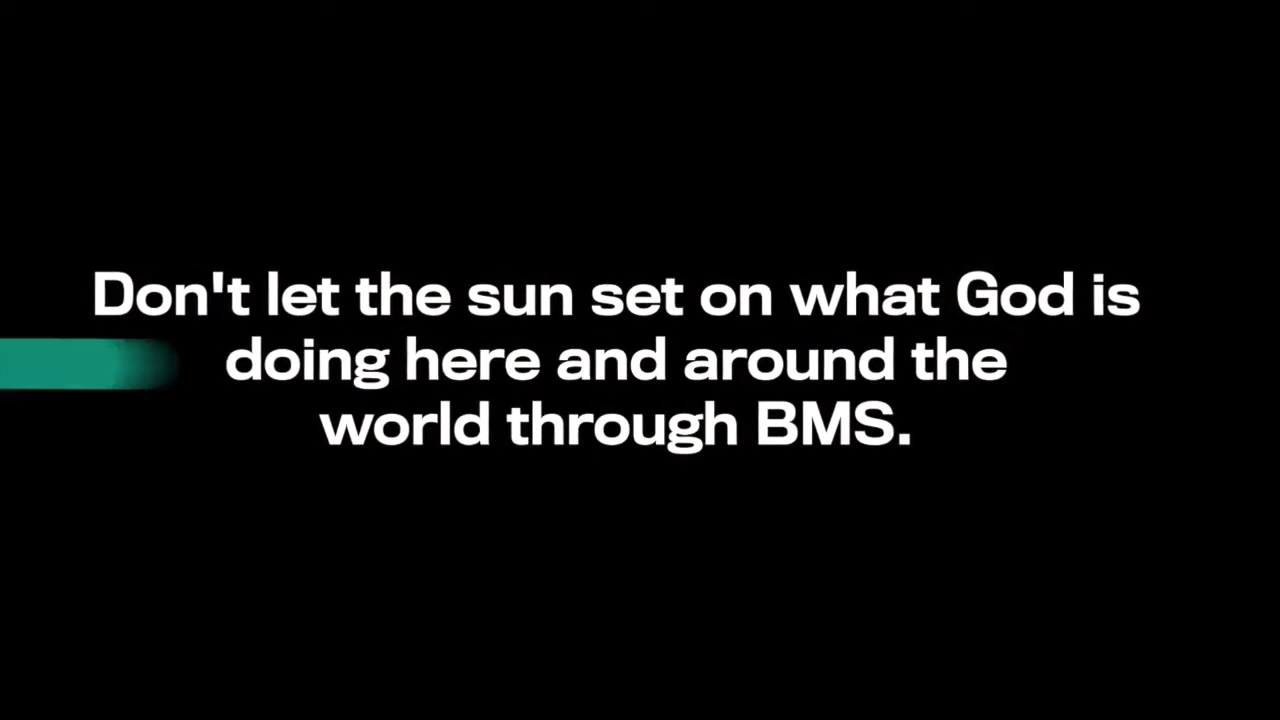 Don't let the sun set on what God is
doing here and around the
world through BMS.